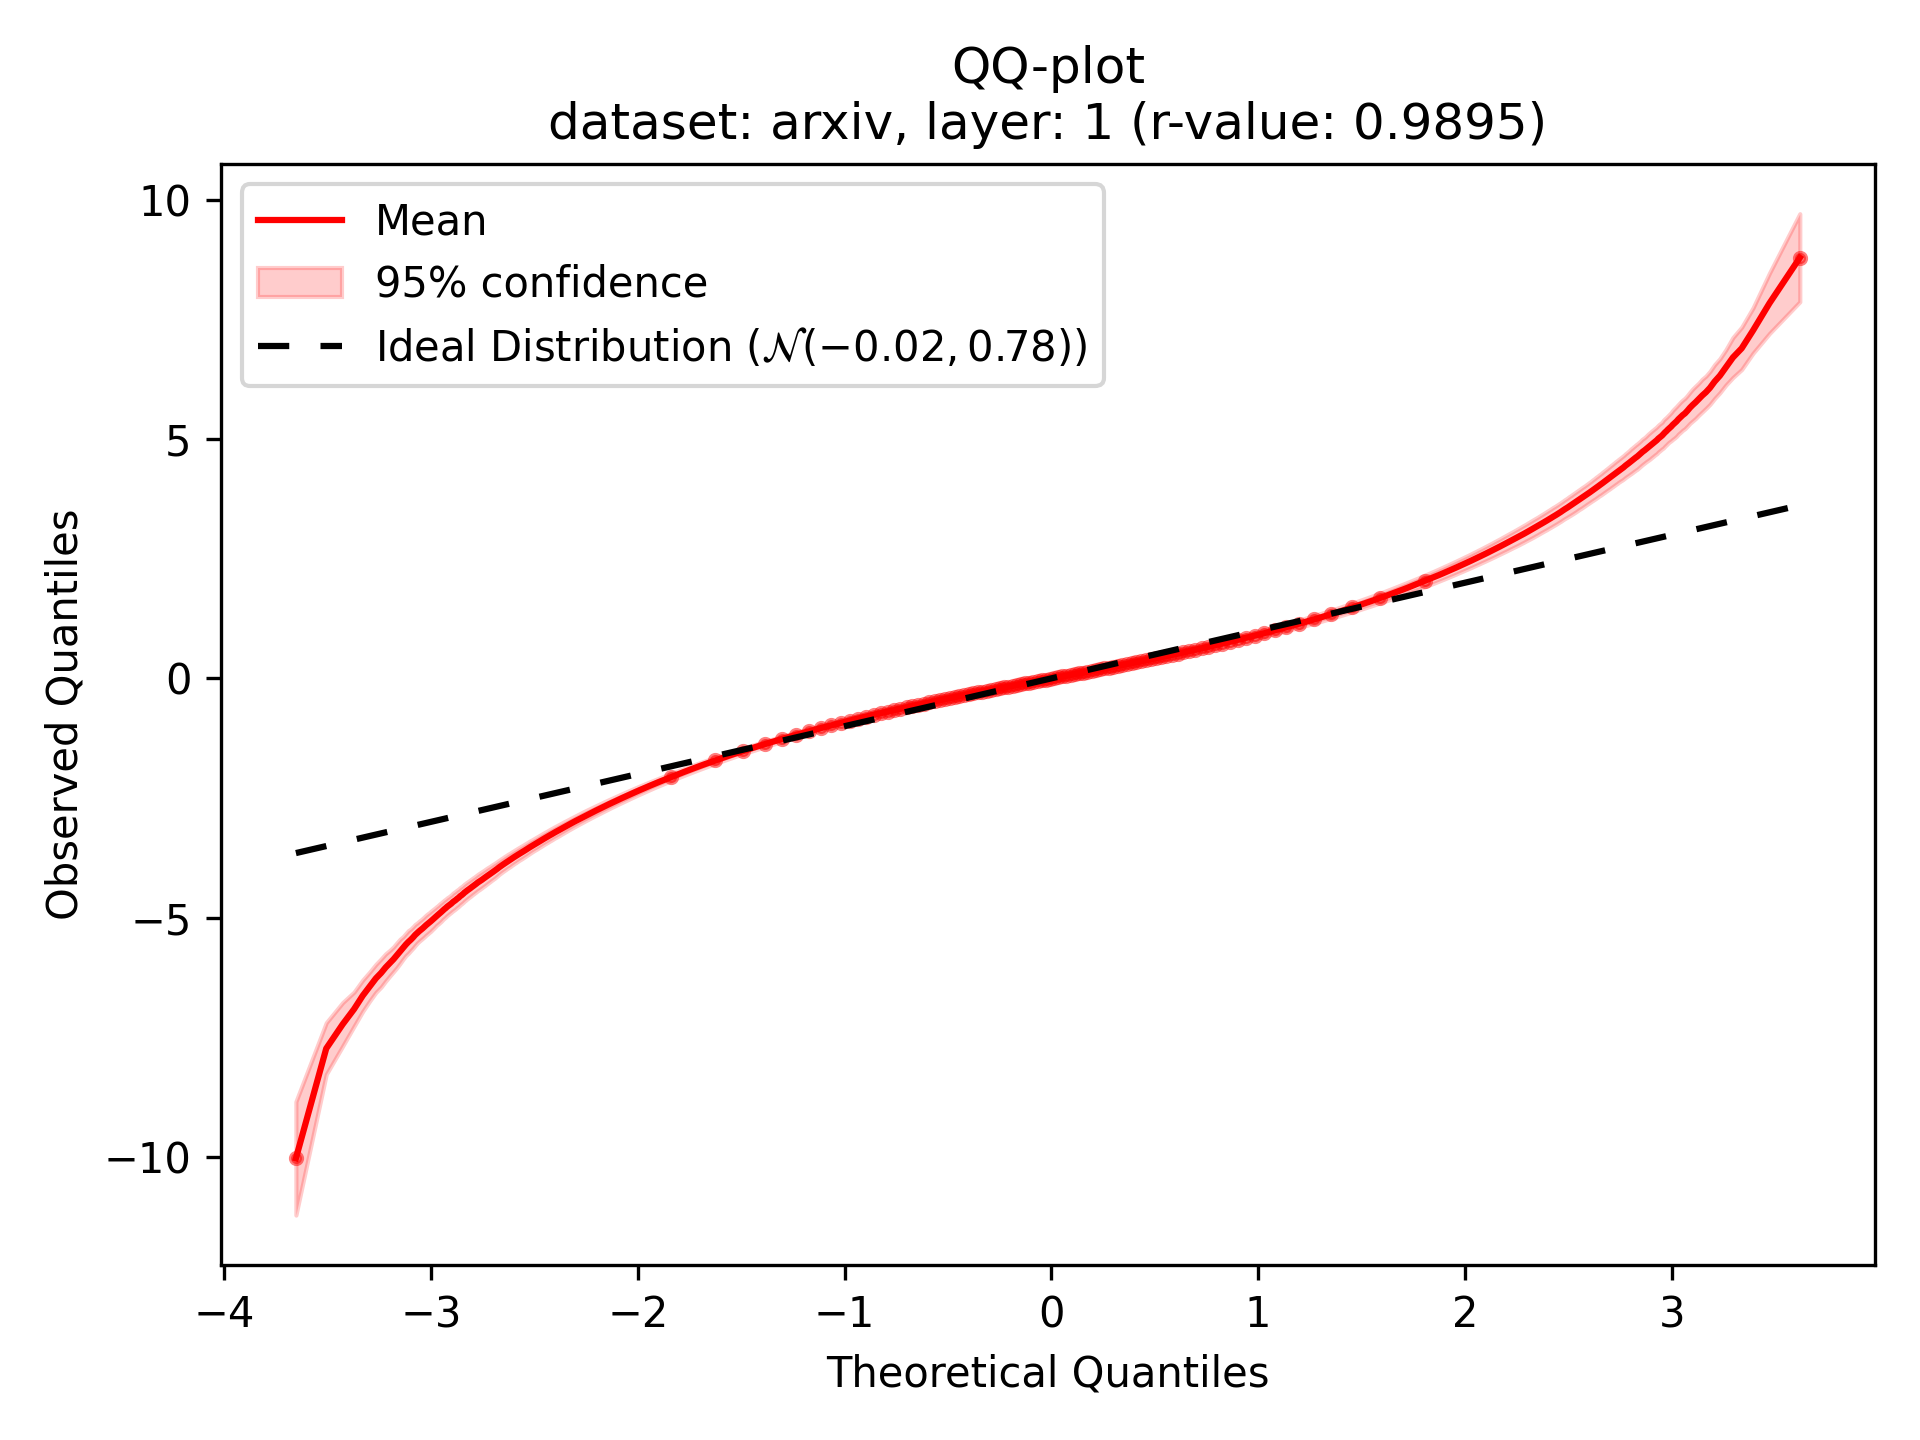 QQ-plot
dataset: arxiv, layer: 1 (r-value: 0.9895)
Mean
95% confidence
Ideal Distribution (𝒩(−0.02, 0.78))
Observed Quantiles
10
5
0
−5
−10
−4 −3 −2 −1 0 1 2 3
Theoretical Quantiles